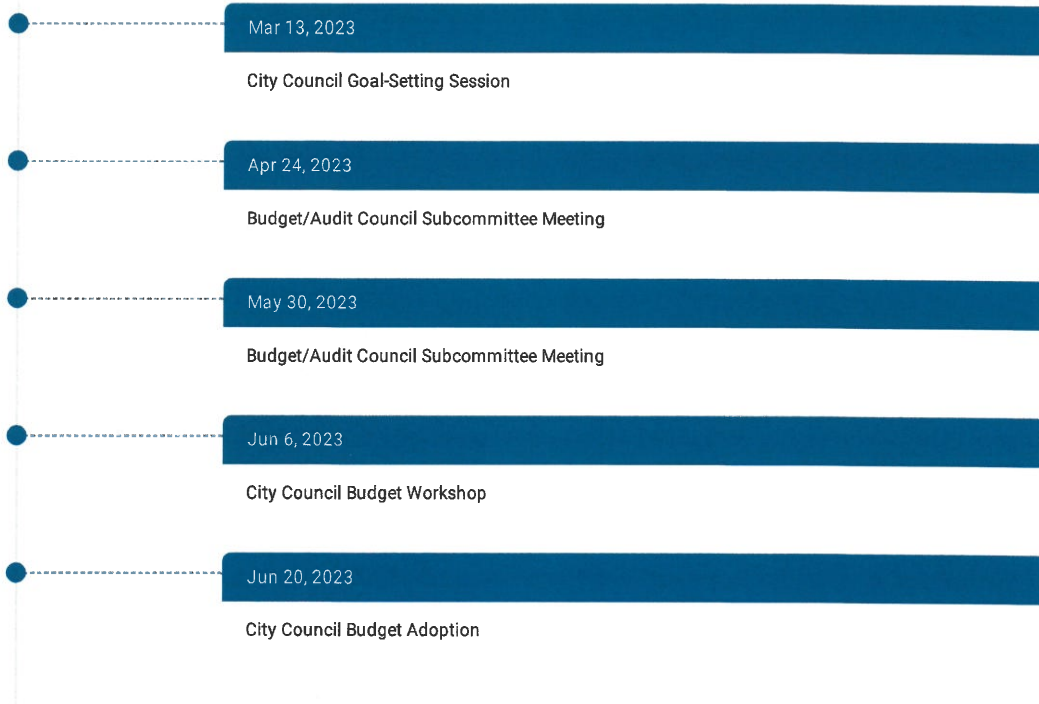 Mar 13, 2023
City Council Goal-Setting Session
Apr 24, 2023
Budget/Audit Council Subcommittee Meeting
May 30, 2023
Budget/Audit Council Subcommittee Meeting
Jun 6, 2023
City Council Budget Workshop
Jun 20, 2023
City Council Budget Adoption